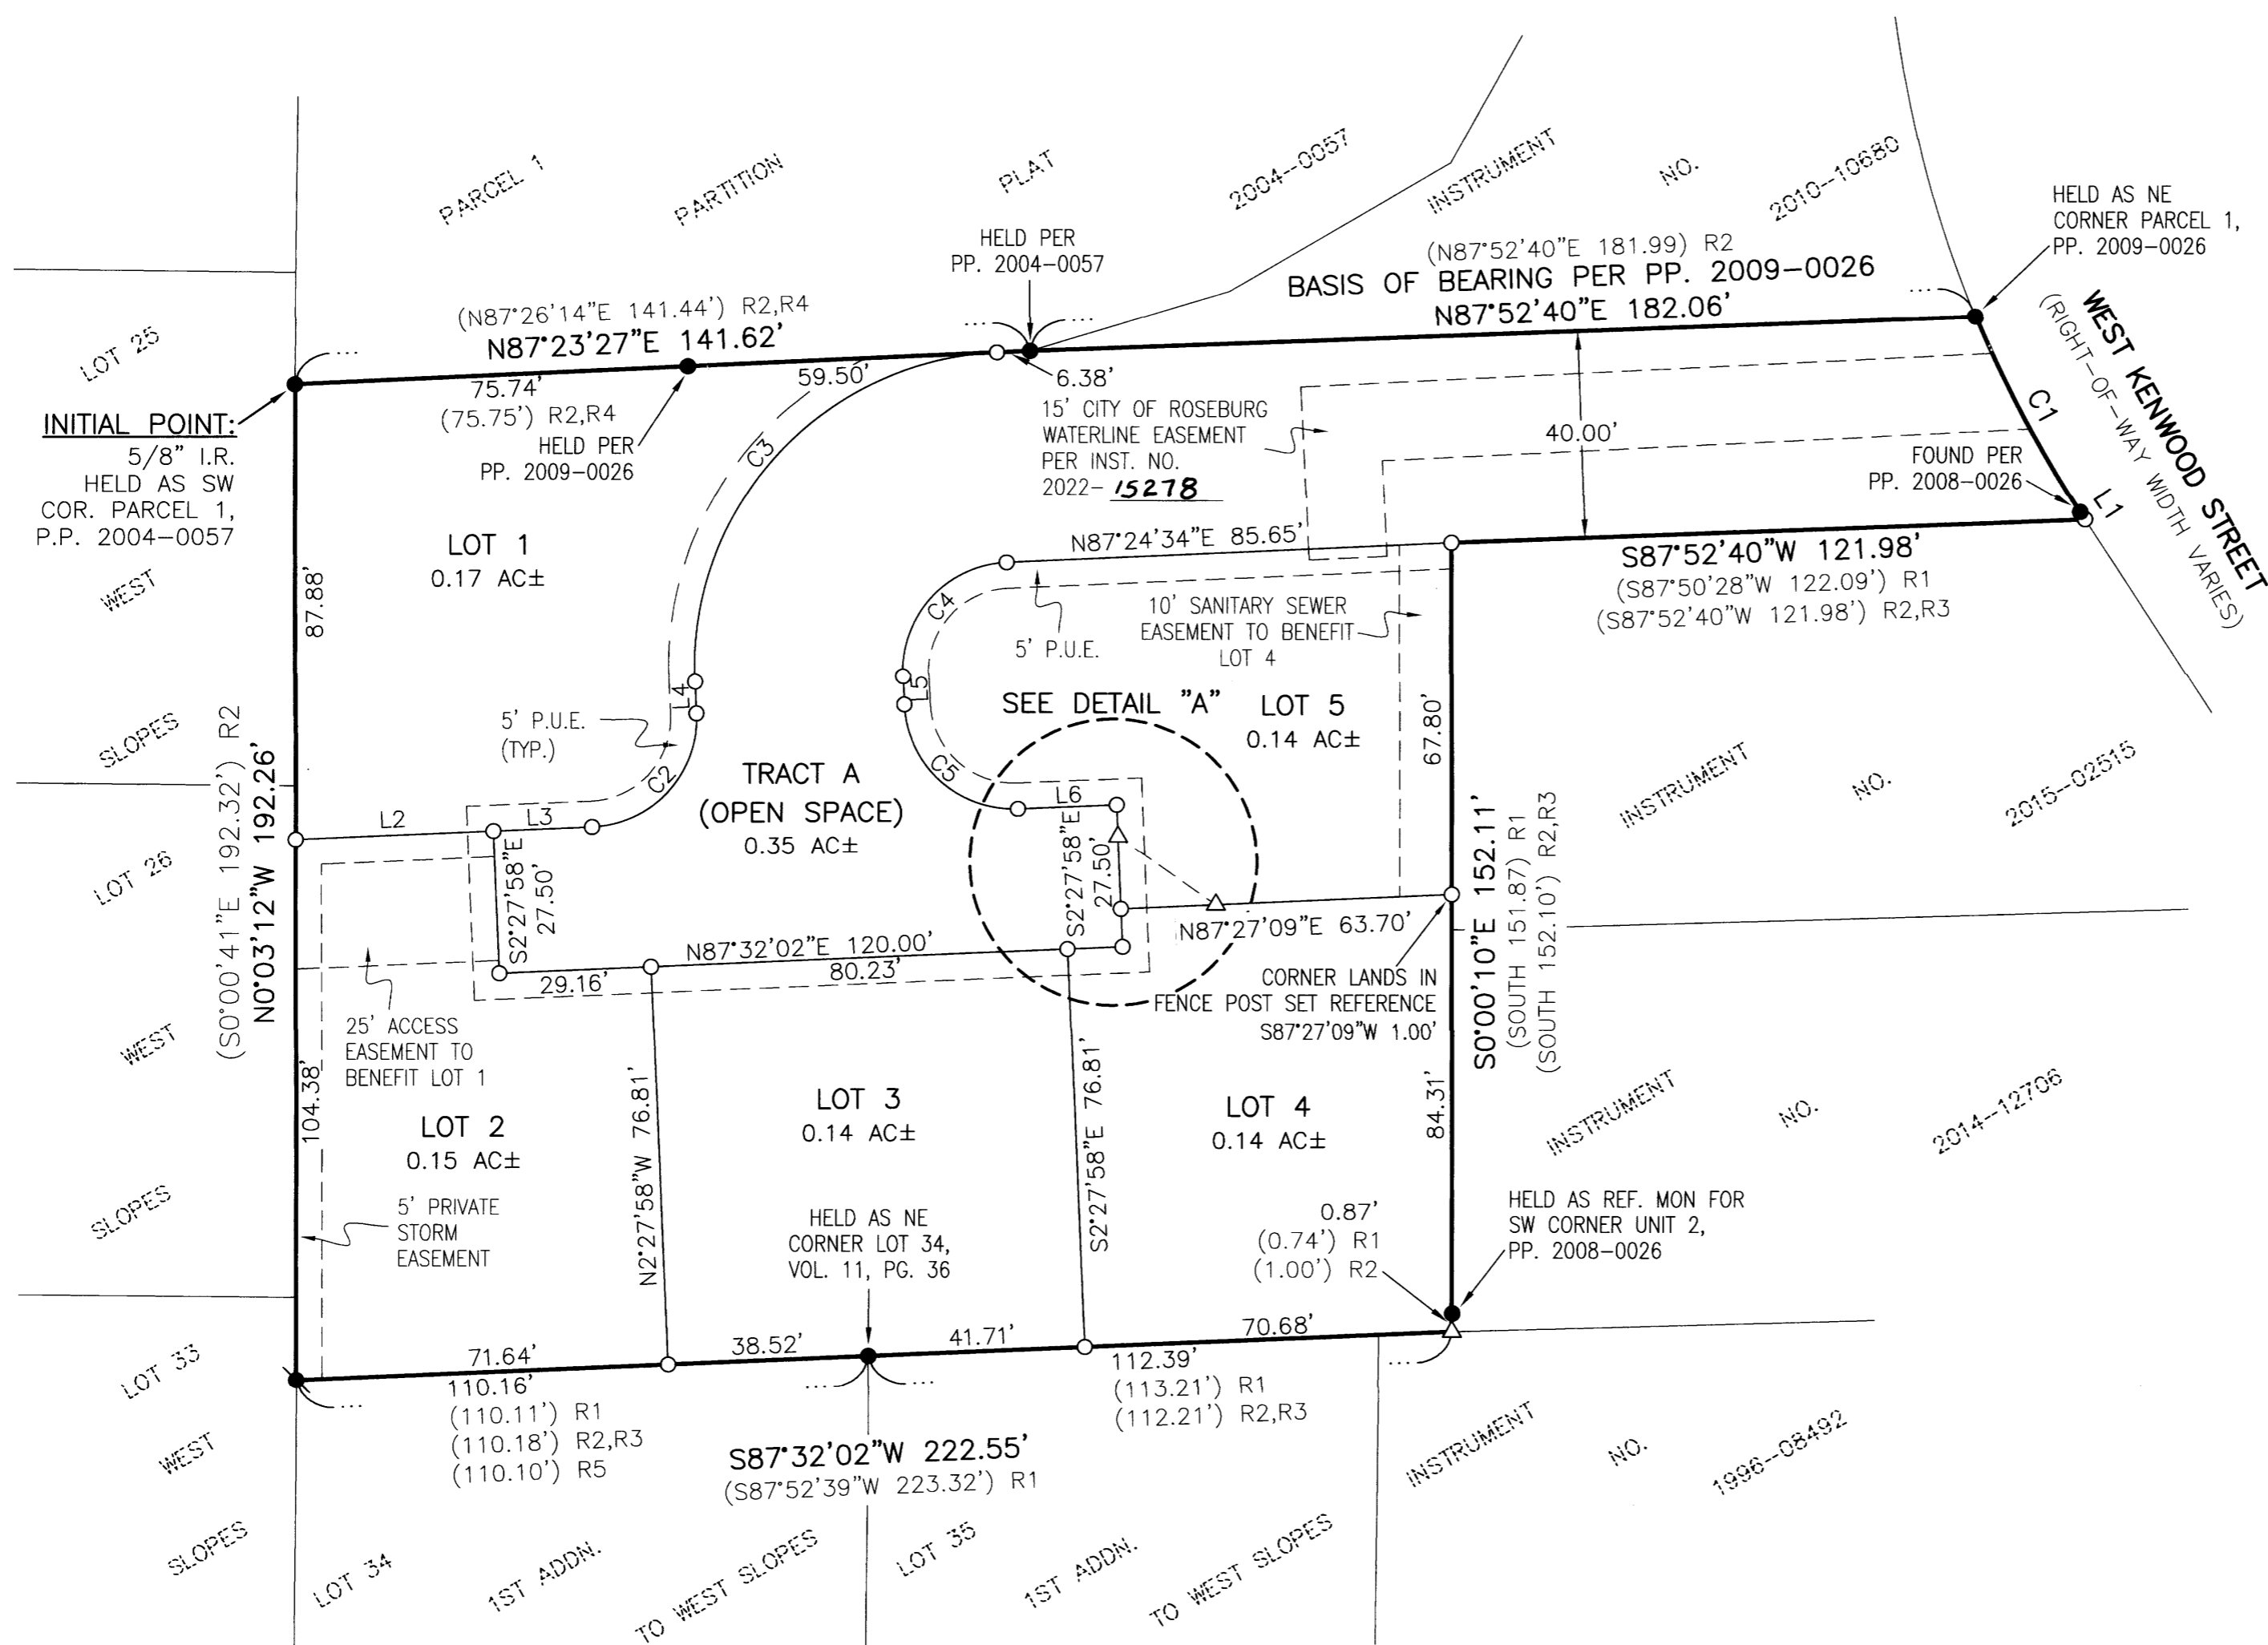 PARCEL 1
PARTITION
PLAT
2004-0057
INSTRUMENT
NO.
2010-10680
HELD AS NE
CORNER PARCEL 1,
PP. 2009-0026
HELD PER
PP. 2004-0057
(N87°52'40"E 181.99) R2
BASIS OF BEARING PER PP. 2009-0026
N87°52'40"E 182.06'
(N87°26'14"E 141.44') R2,R4
N87°23'27"E 141.62'
75.74'
(75.75') R2,R4
HELD PER
PP. 2009-0026
59.50'
6.38'
LOT 25
INITIAL POINT:
5/8" I.R.
HELD AS SW
COR. PARCEL 1,
P.P. 2004-0057
15' CITY OF ROSEBURG
WATERLINE EASEMENT
PER INST. NO.
2022- 15278
40.00'
FOUND PER
PP. 2008-0026
C1
L1
WEST KENWOOD STREET
(RIGHT-OF-WAY WIDTH VARIES)
C3
LOT 1
0.17 AC±
87.88'
N87°24'34"E 85.65'
S87°52'40"W 121.98'
(S87°50'28"W 122.09') R1
(S87°52'40"W 121.98') R2,R3
WEST
SLOPES
C4
5' P.U.E.
10' SANITARY SEWER
EASEMENT TO BENEFIT
LOT 4
L4
L5
5' P.U.E.
(TYP.)
SEE DETAIL "A"
LOT 5
0.14 AC±
67.80'
C2
C5
TRACT A
(OPEN SPACE)
0.35 AC±
INSTRUMENT
NO.
2015-02515
(S0°00'41"E 192.32') R2
N0°03'12"W 192.26'
L2
L3
L6
LOT 26
S2°27'58"E
27.50'
S2°27'58"E
27.50'
N87°27'09"E 63.70'
N87°32'02"E 120.00'
29.16'
80.23'
S0°00'10"E 152.11'
(SOUTH 151.87) R1
(SOUTH 152.10') R2,R3
CORNER LANDS IN
FENCE POST SET REFERENCE
S87°27'09"W 1.00'
25' ACCESS
EASEMENT TO
BENEFIT LOT 1
WEST
SLOPES
104.38'
LOT 2
0.15 AC±
N2°27'58"W 76.81'
LOT 3
0.14 AC±
S2°27'58"E 76.81'
LOT 4
0.14 AC±
84.31'
INSTRUMENT
NO.
2014-12706
5' PRIVATE
STORM
EASEMENT
HELD AS NE
CORNER LOT 34,
VOL. 11, PG. 36
0.87'
(0.74') R1
(1.00') R2
HELD AS REF. MON FOR
SW CORNER UNIT 2,
PP. 2008-0026
LOT 33
71.64'
38.52'
41.71'
70.68'
110.16'
(110.11') R1
(110.18') R2,R3
(110.10') R5
112.39'
(113.21') R1
(112.21') R2,R3
S87°32'02"W 222.55'
(S87°52'39"W 223.32') R1
WEST
SLOPES
LOT 34
1ST ADDN.
TO WEST SLOPES
LOT 35
1ST ADDN.
TO WEST SLOPES
INSTRUMENT
NO.
1996-08492